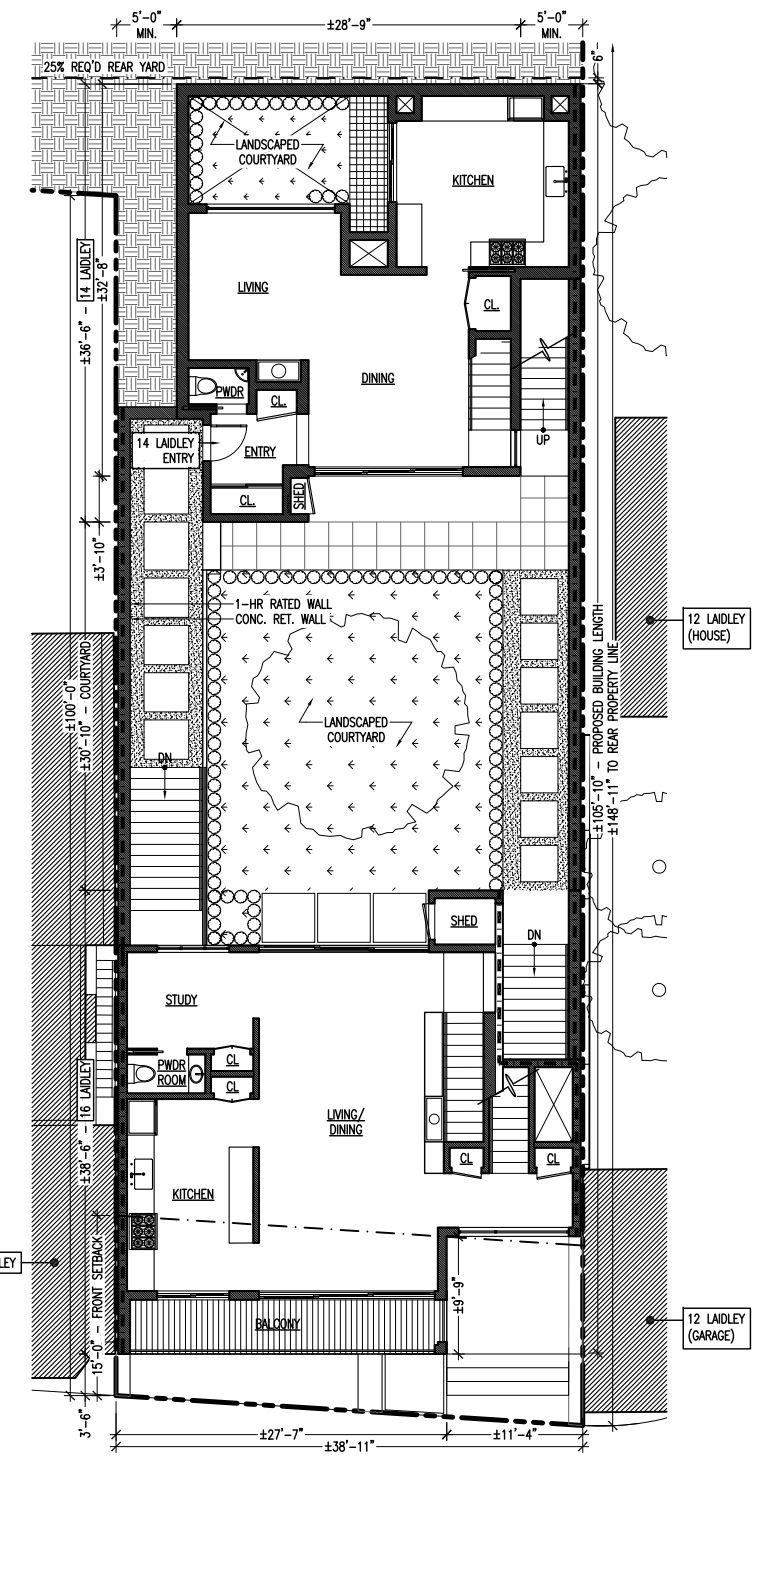 5'-0"
MIN.
±28'-9"
5'-0"
MIN.
25% REQ'D REAR YARD
LANDSCAPED
COURTYARD
KITCHEN
±36'-6" - 14 LAIDLEY
±32'-8"
LIVING
CL.
DINING
PWDR
CL.
14 LAIDLEY
ENTRY
ENTRY
UP
CL.
SHED
±3'-10"
1-HR RATED WALL
CONC. RET. WALL
12 LAIDLEY
(HOUSE)
±100'-0"
±30'-10" - COURTYARD
LANDSCAPED
COURTYARD
±105'-10" - PROPOSED BUILDING LENGTH
±148'-11" TO REAR PROPERTY LINE
DN
SHED
DN
STUDY
PWDR
ROOM
CL
CL
±38'-6" - 16 LAIDLEY
LIVING/
DINING
CL
CL
KITCHEN
15'-0" - FRONT SETBACK
±9'-9"
BALCONY
12 LAIDLEY
(GARAGE)
3'-6"
±27'-7"
±11'-4"
±38'-11"